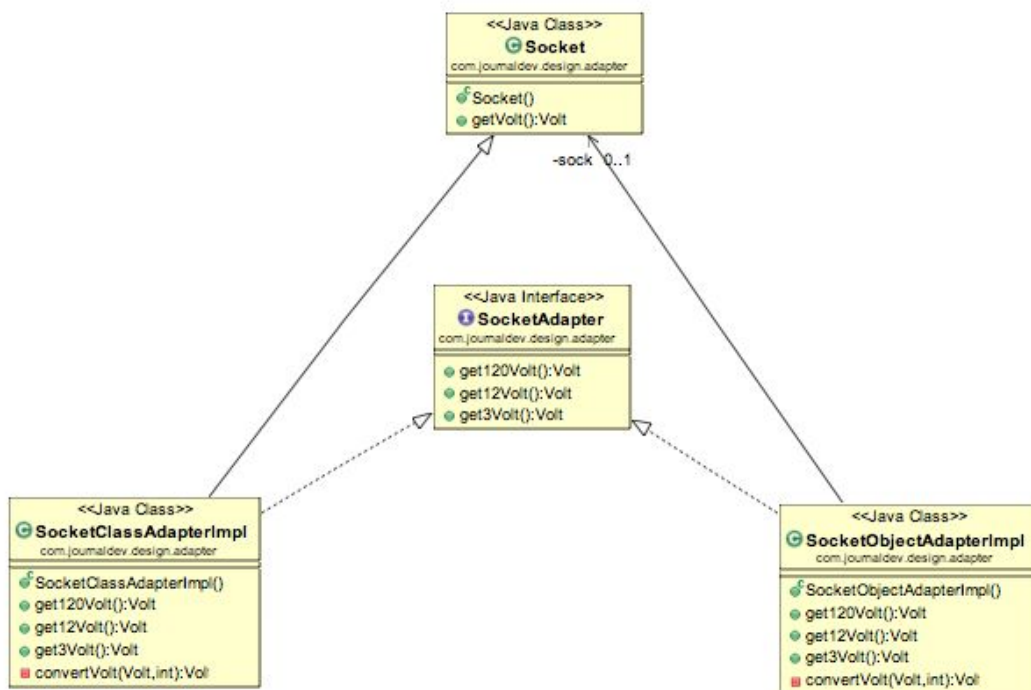 <<Java Class>>
Socket
com.journaldev.design.adapter
Socket()
getVolt():Volt
-sock 0..1
<<Java Interface>>
SocketAdapter
com.journaldev.design.adapter
get120Volt():Volt
get12Volt():Volt
get3Volt():Volt
<<Java Class>>
SocketClassAdapterImpl
com.journaldev.design.adapter
SocketClassAdapterImpl()
get120Volt():Volt
get12Volt():Volt
get3Volt():Volt
convertVolt(Volt,int):Vol
<<Java Class>>
SocketObjectAdapterImpl
com.journaldev.design.adapter
SocketObjectAdapterImpl()
get120Volt():Volt
get12Volt():Volt
get3Volt():Volt
convertVolt(Volt,int):Vol